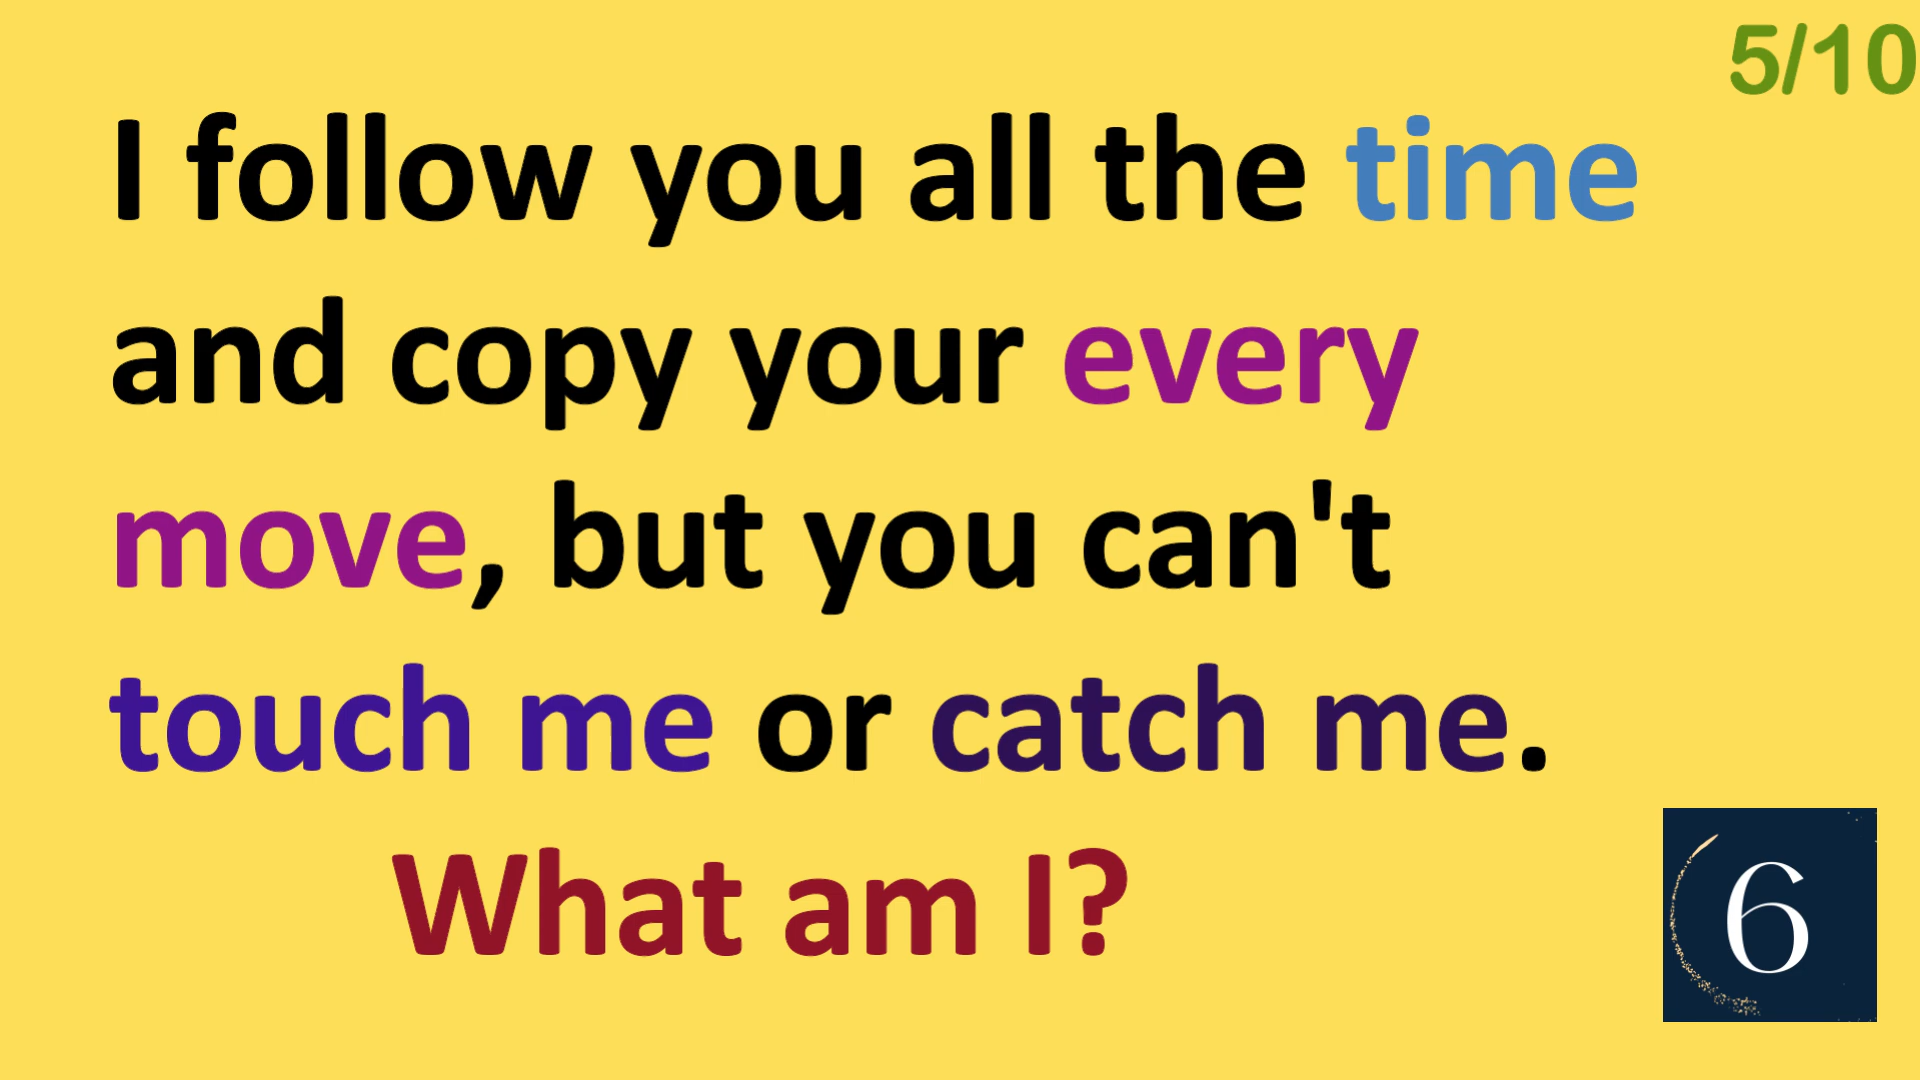 5/10
I follow you all the time
and copy your every
move, but you can't
touch me or catch me.
What am I?
6